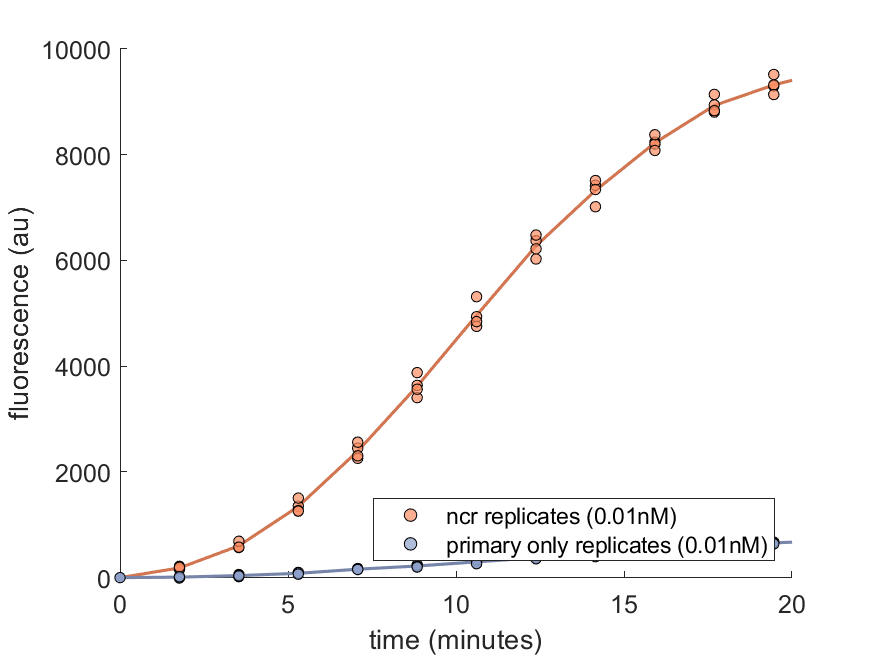 10000
8000
6000
4000
2000
0
fluorescence (au)
ncr replicates (0.01nM)
primary only replicates (0.01nM)
0 5 10 15 20
time (minutes)